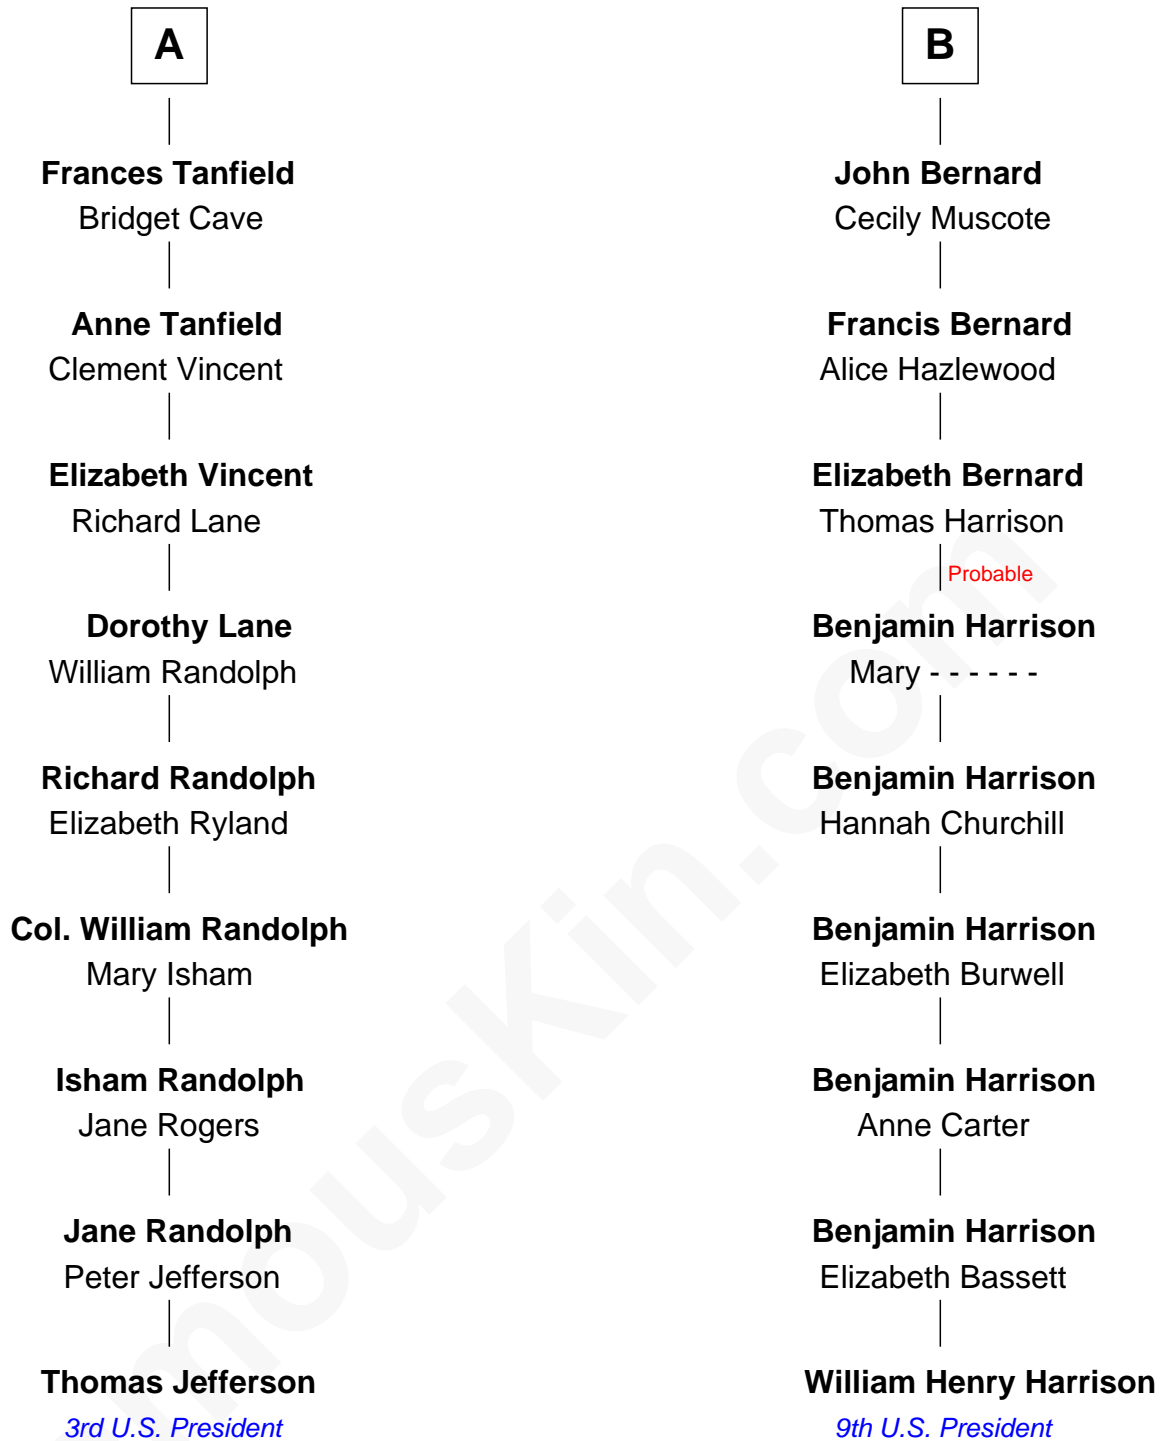 A
Frances Tanfield
Bridget Cave
Anne Tanfield
Clement Vincent
Elizabeth Vincent
Richard Lane
Dorothy Lane
William Randolph
Richard Randolph
Elizabeth Ryland
Col. William Randolph
Mary Isham
Isham Randolph
Jane Rogers
Jane Randolph
Peter Jefferson
Thomas Jefferson
3rd U.S. President
B
John Bernard
Cecily Muscote
Francis Bernard
Alice Hazlewood
Elizabeth Bernard
Thomas Harrison
Probable
Benjamin Harrison
Mary - - - - - -
Benjamin Harrison
Hannah Churchill
Benjamin Harrison
Elizabeth Burwell
Benjamin Harrison
Anne Carter
Benjamin Harrison
Elizabeth Bassett
William Henry Harrison
9th U.S. President
mousKin.com